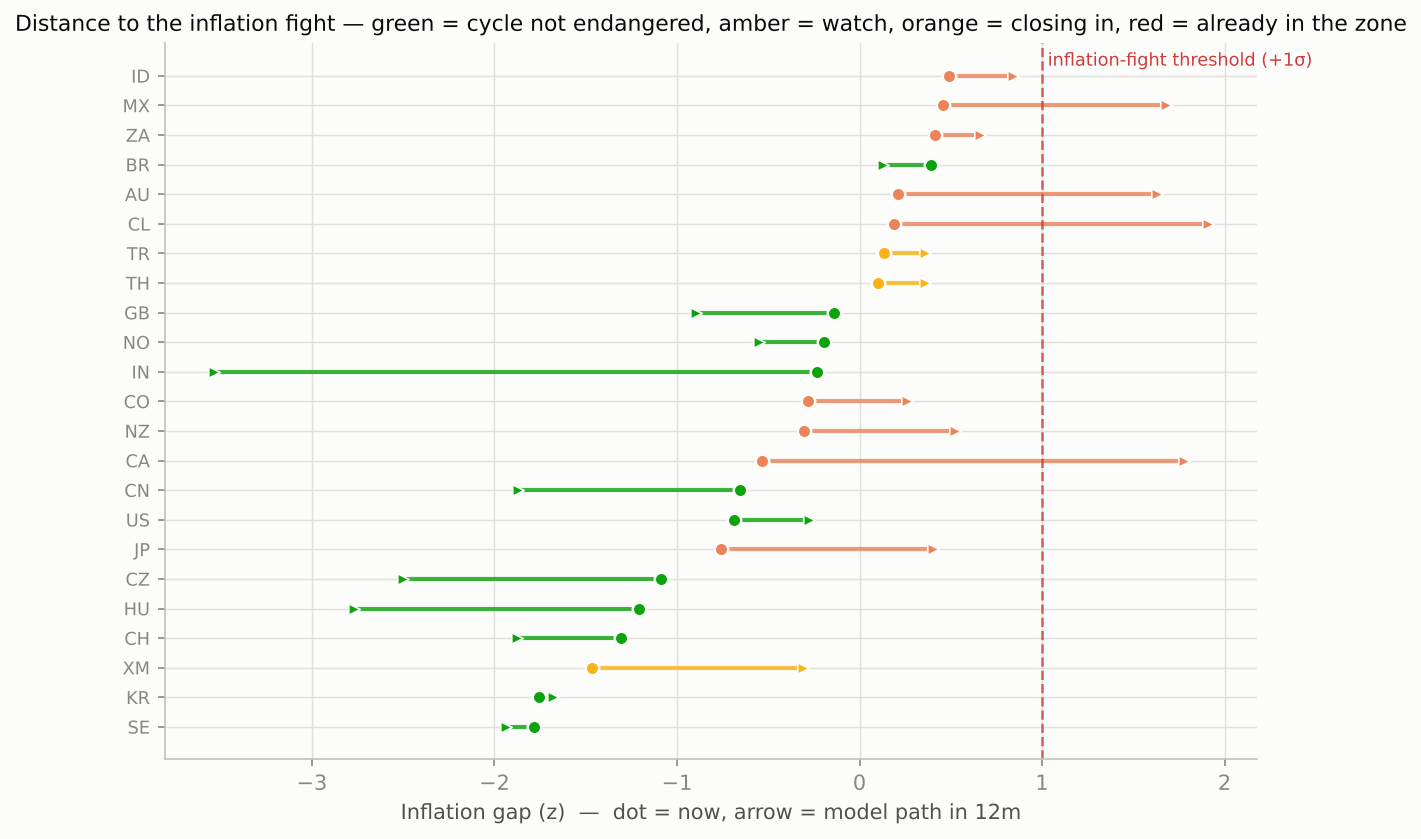 Distance to the inflation fight — green = cycle not endangered, amber = watch, orange = closing in, red = already in the zone
inflation-fight threshold (+1σ)
ID
MX
ZA
BR
AU
CL
TR
TH
GB
NO
IN
CO
NZ
CA
CN
US
JP
CZ
HU
CH
XM
KR
SE
−3 −2 −1 0 1 2
Inflation gap (z) — dot = now, arrow = model path in 12m